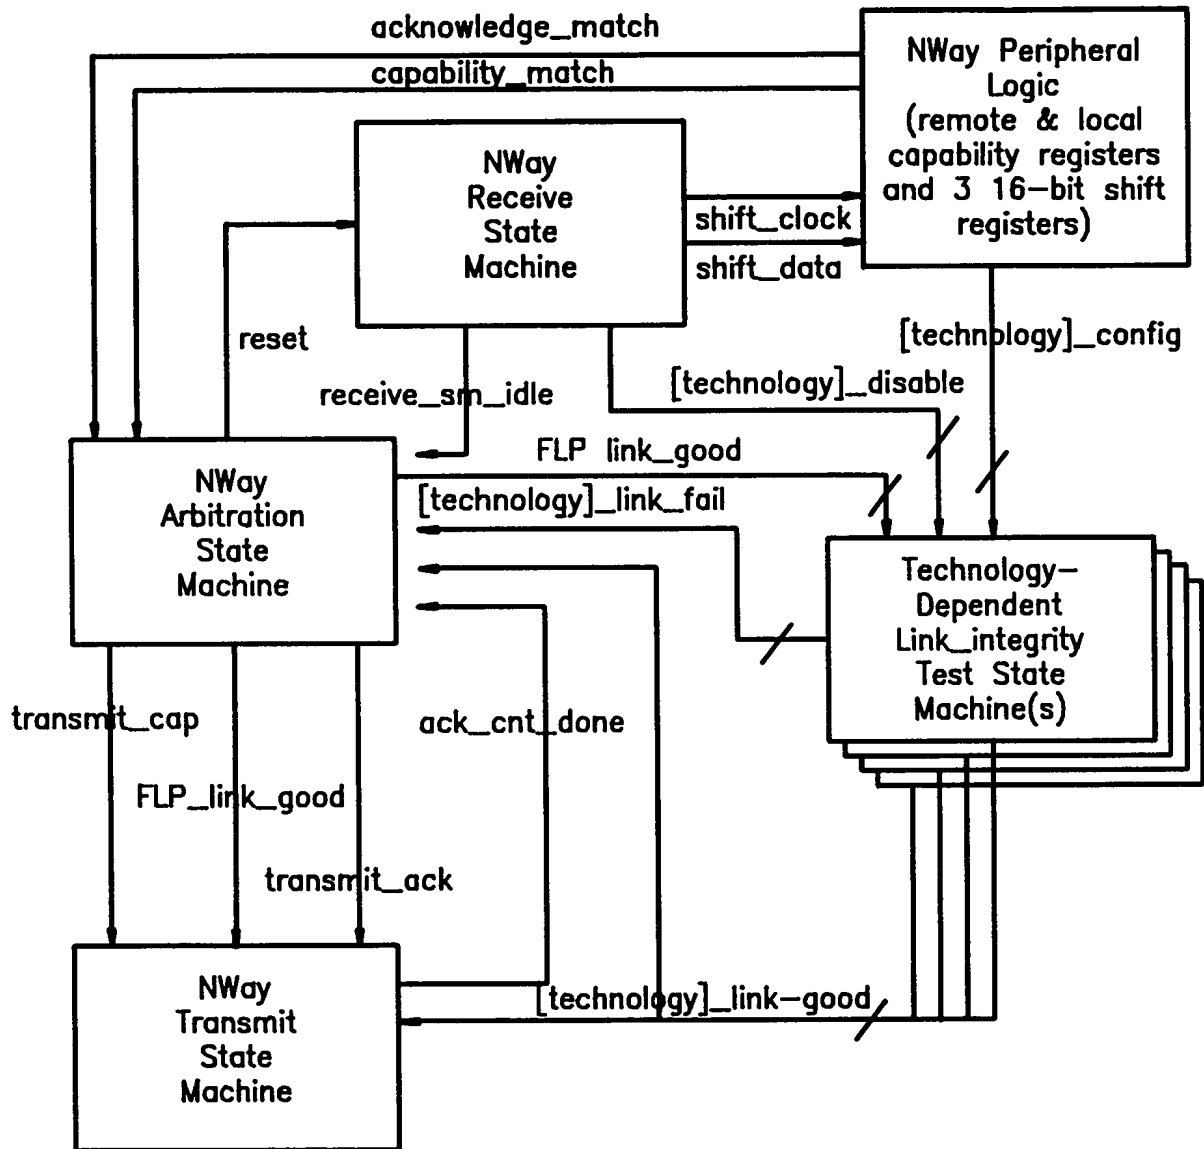 acknowledge_match
capability_match
NWay Peripheral
Logic
(remote & local
capability registers
and 3 16-bit shift
registers)
NWay
Receive
State
Machine
shift_clock
shift_data
reset
receive_sm_idle
[technology]_config
[technology]_disable
FLP link_good
[technology]_link_fail
NWay
Arbitration
State
Machine
Technology-
Dependent
Link_integrity
Test State
Machine(s)
transmit_cap
ack_cnt_done
FLP_link_good
transmit_ack
[technology]_link-good
NWay
Transmit
State
Machine